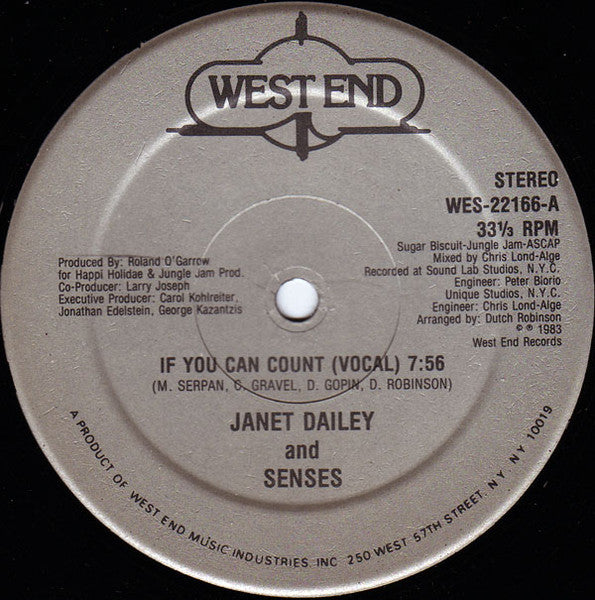 WEST END
STEREO
WES-22166-A
33⅓ RPM
Sugar Biscuit-Jungle Jam-ASCAP
Mixed by Chris Lond-Alge
Recorded at Sound Lab Studios, N.Y.C.
Engineer: Peter Biorio
Unique Studios, N.Y.C.
Engineer: Chris Lond-Alge
Arranged by: Dutch Robinson
© ℗ 1983
West End Records
Produced By: Roland O'Garrow
for Happi Holidae & Jungle Jam Prod.
Co-Producer: Larry Joseph
Executive Producer: Carol Kohlreiter,
Jonathan Edelstein, George Kazantzis
IF YOU CAN COUNT (VOCAL) 7:56
(M. SERPAN, C. GRAVEL, D. GOPIN, D. ROBINSON)
JANET DAILEY
and
SENSES
A PRODUCT OF WEST END MUSIC INDUSTRIES, INC 250 WEST 57TH STREET NY NY 10019